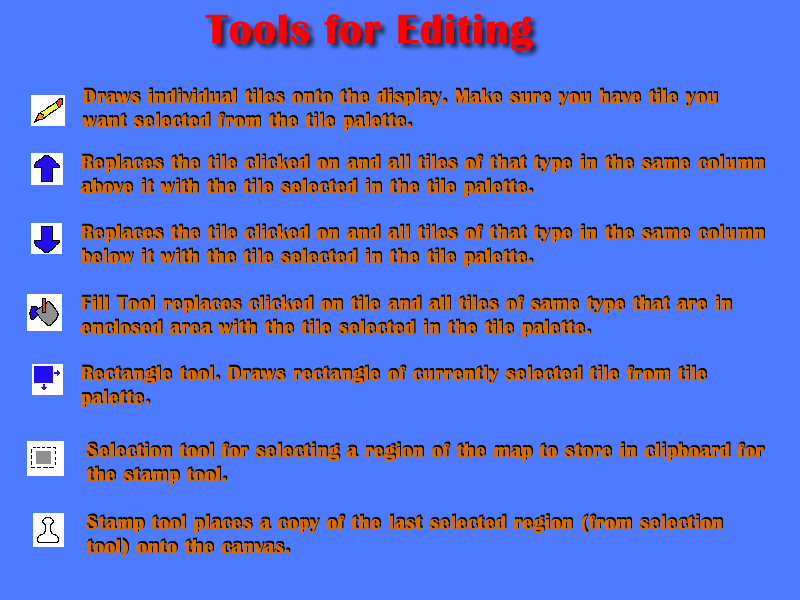 Tools for Editing
Draws individual tiles onto the display. Make sure you have tile you
want selected from the tile palette.
Replaces the tile clicked on and all tiles of that type in the same column
above it with the tile selected in the tile palette.
Replaces the tile clicked on and all tiles of that type in the same column
below it with the tile selected in the tile palette.
Fill Tool replaces clicked on tile and all tiles of same type that are in
enclosed area with the tile selected in the tile palette.
Rectangle tool. Draws rectangle of currently selected tile from tile
palette.
Selection tool for selecting a region of the map to store in clipboard for
the stamp tool.
Stamp tool places a copy of the last selected region (from selection
tool) onto the canvas.